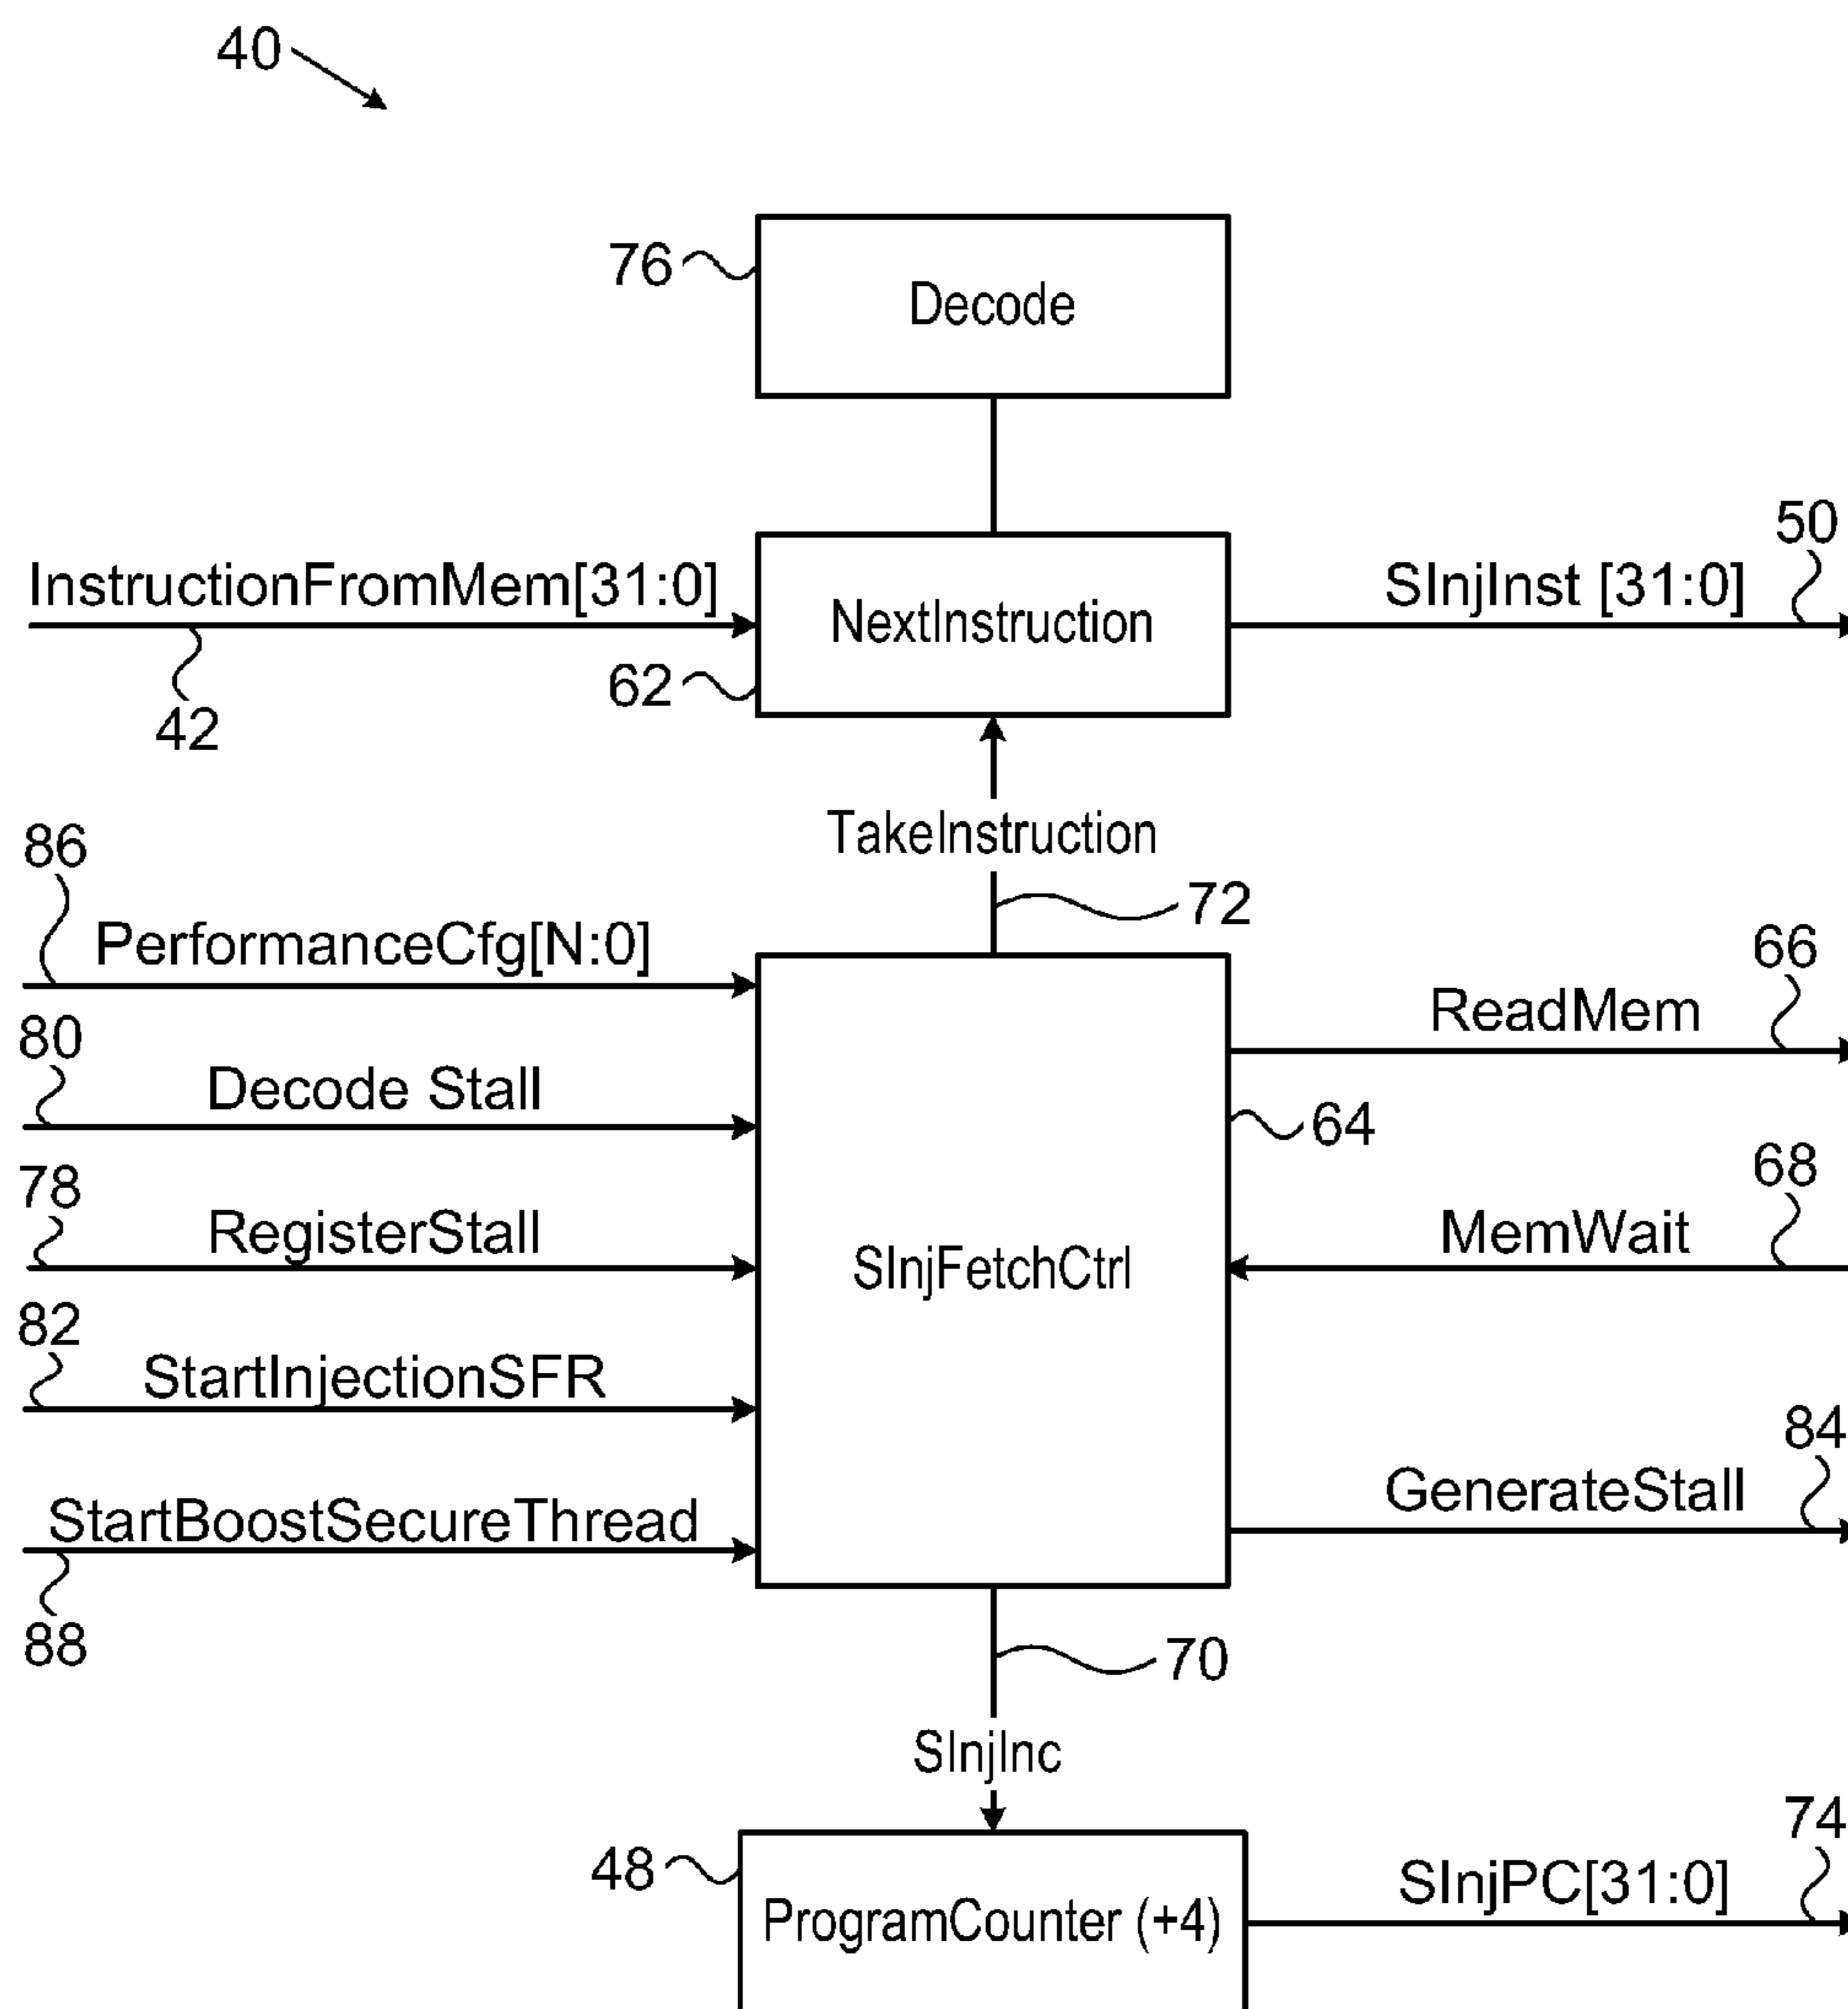 40
76
Decode
50
InstructionFromMem[31:0]
NextInstruction
SInjInst [31:0]
62
42
TakeInstruction
86
72
PerformanceCfg[N:0]
66
ReadMem
80
Decode Stall
64
78
68
RegisterStall
SInjFetchCtrl
MemWait
82
StartInjectionSFR
84
GenerateStall
StartBoostSecureThread
88
70
SInjInc
74
48
SInjPC[31:0]
ProgramCounter (+4)